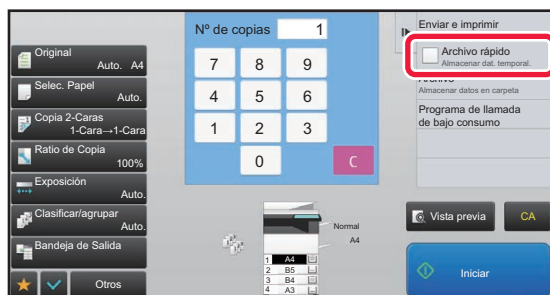 Original
Auto. A4
Selec. Papel
Auto.
Copia 2-Caras
1-Cara→1-Cara
Ratio de Copia
100%
Exposición
Auto.
Clasificar/agrupar
Auto.
Bandeja de Salida
Otros
Nº de copias 1
7 8 9
4 5 6
1 2 3
0 C
Normal
A4
1 A4
2 B5
3 B4
4 A3
Enviar e imprimir
Archivo rápido
Almacenar dat. temporal.
Archivo
Almacenar datos en carpeta
Programa de llamada
de bajo consumo
Vista previa
CA
Iniciar